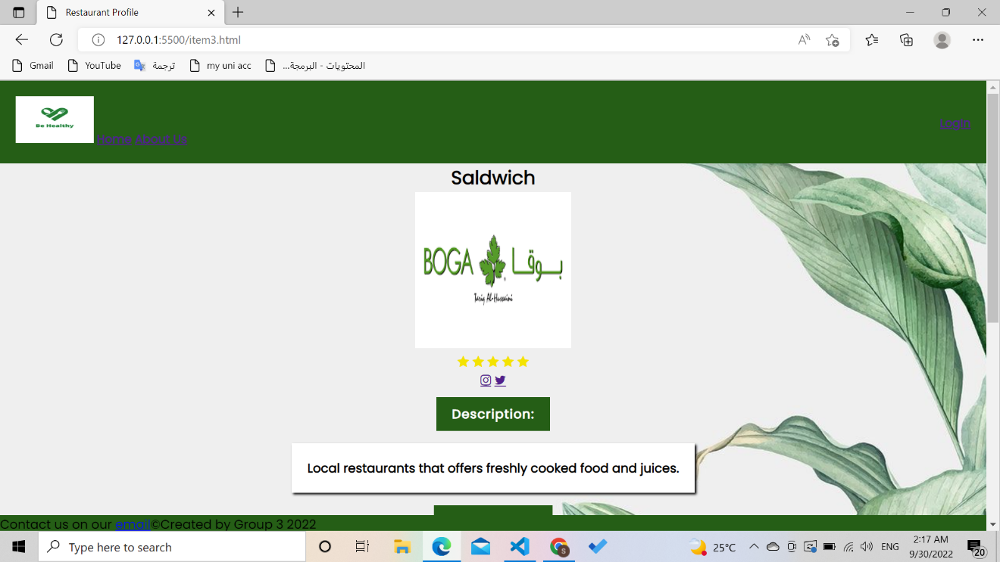 Restaurant Profile
127.0.0.1:5500/item3.html
Gmail YouTube ترجمة my uni acc المحتويات - البرمجة...
Be Healthy
Home About Us
Login
Saldwich
BOGA بوقا
Tariq Al-Hussaini
Description:
Local restaurants that offers freshly cooked food and juices.
Contact us on our email©Created by Group 3 2022
Type here to search
25°C
ENG
2:17 AM
9/30/2022
20